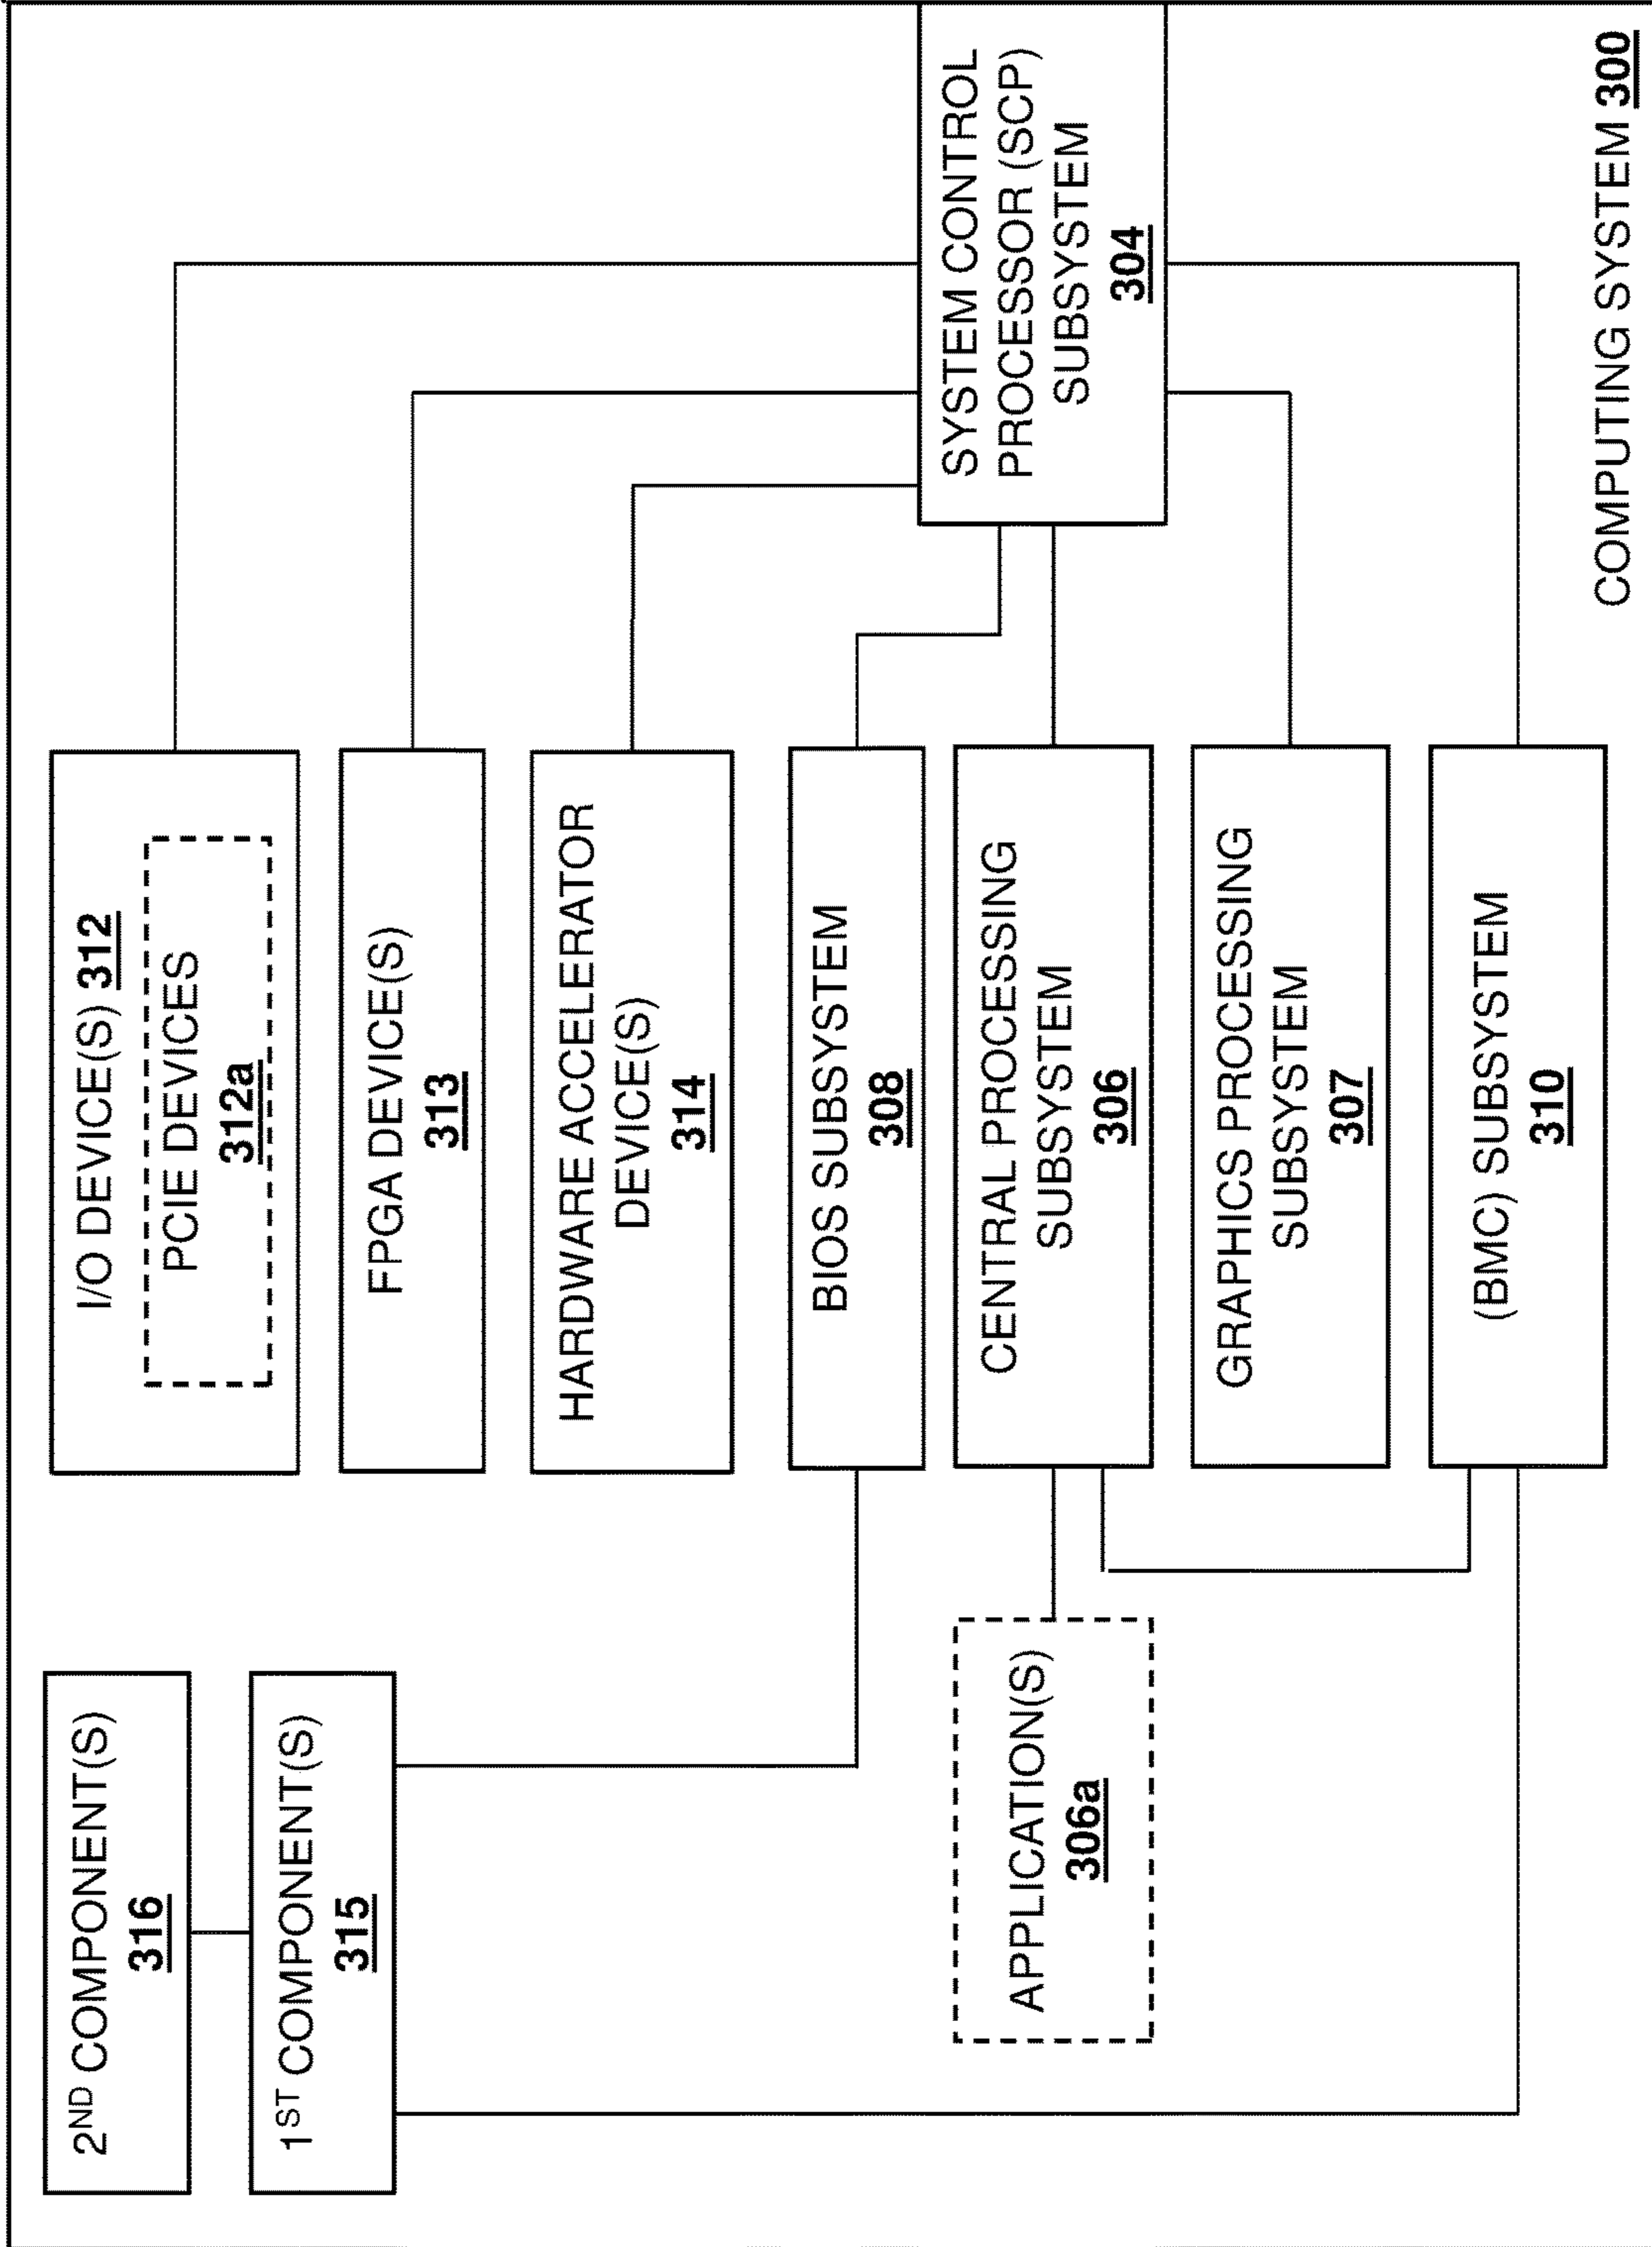 2ND COMPONENT(S)
316
1ST COMPONENT(S)
315
APPLICATION(S)
306a
I/O DEVICE(S) 312
PCIE DEVICES
312a
FPGA DEVICE(S)
313
HARDWARE ACCELERATOR
DEVICE(S)
314
BIOS SUBSYSTEM
308
CENTRAL PROCESSING
SUBSYSTEM
306
GRAPHICS PROCESSING
SUBSYSTEM
307
(BMC) SUBSYSTEM
310
SYSTEM CONTROL
PROCESSOR (SCP)
SUBSYSTEM
304
COMPUTING SYSTEM 300